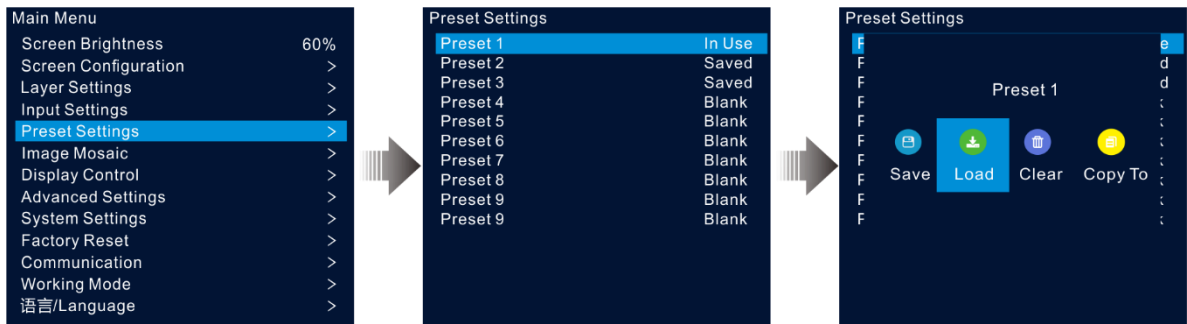 Main Menu
Screen Brightness 60%
Screen Configuration >
Layer Settings >
Input Settings >
Preset Settings >
Image Mosaic >
Display Control >
Advanced Settings >
System Settings >
Factory Reset >
Communication >
Working Mode >
语言/Language >
Preset Settings
Preset 1 In Use
Preset 2 Saved
Preset 3 Saved
Preset 4 Blank
Preset 5 Blank
Preset 6 Blank
Preset 7 Blank
Preset 8 Blank
Preset 9 Blank
Preset 9 Blank
Preset Settings
Preset 1
Save Load Clear Copy To